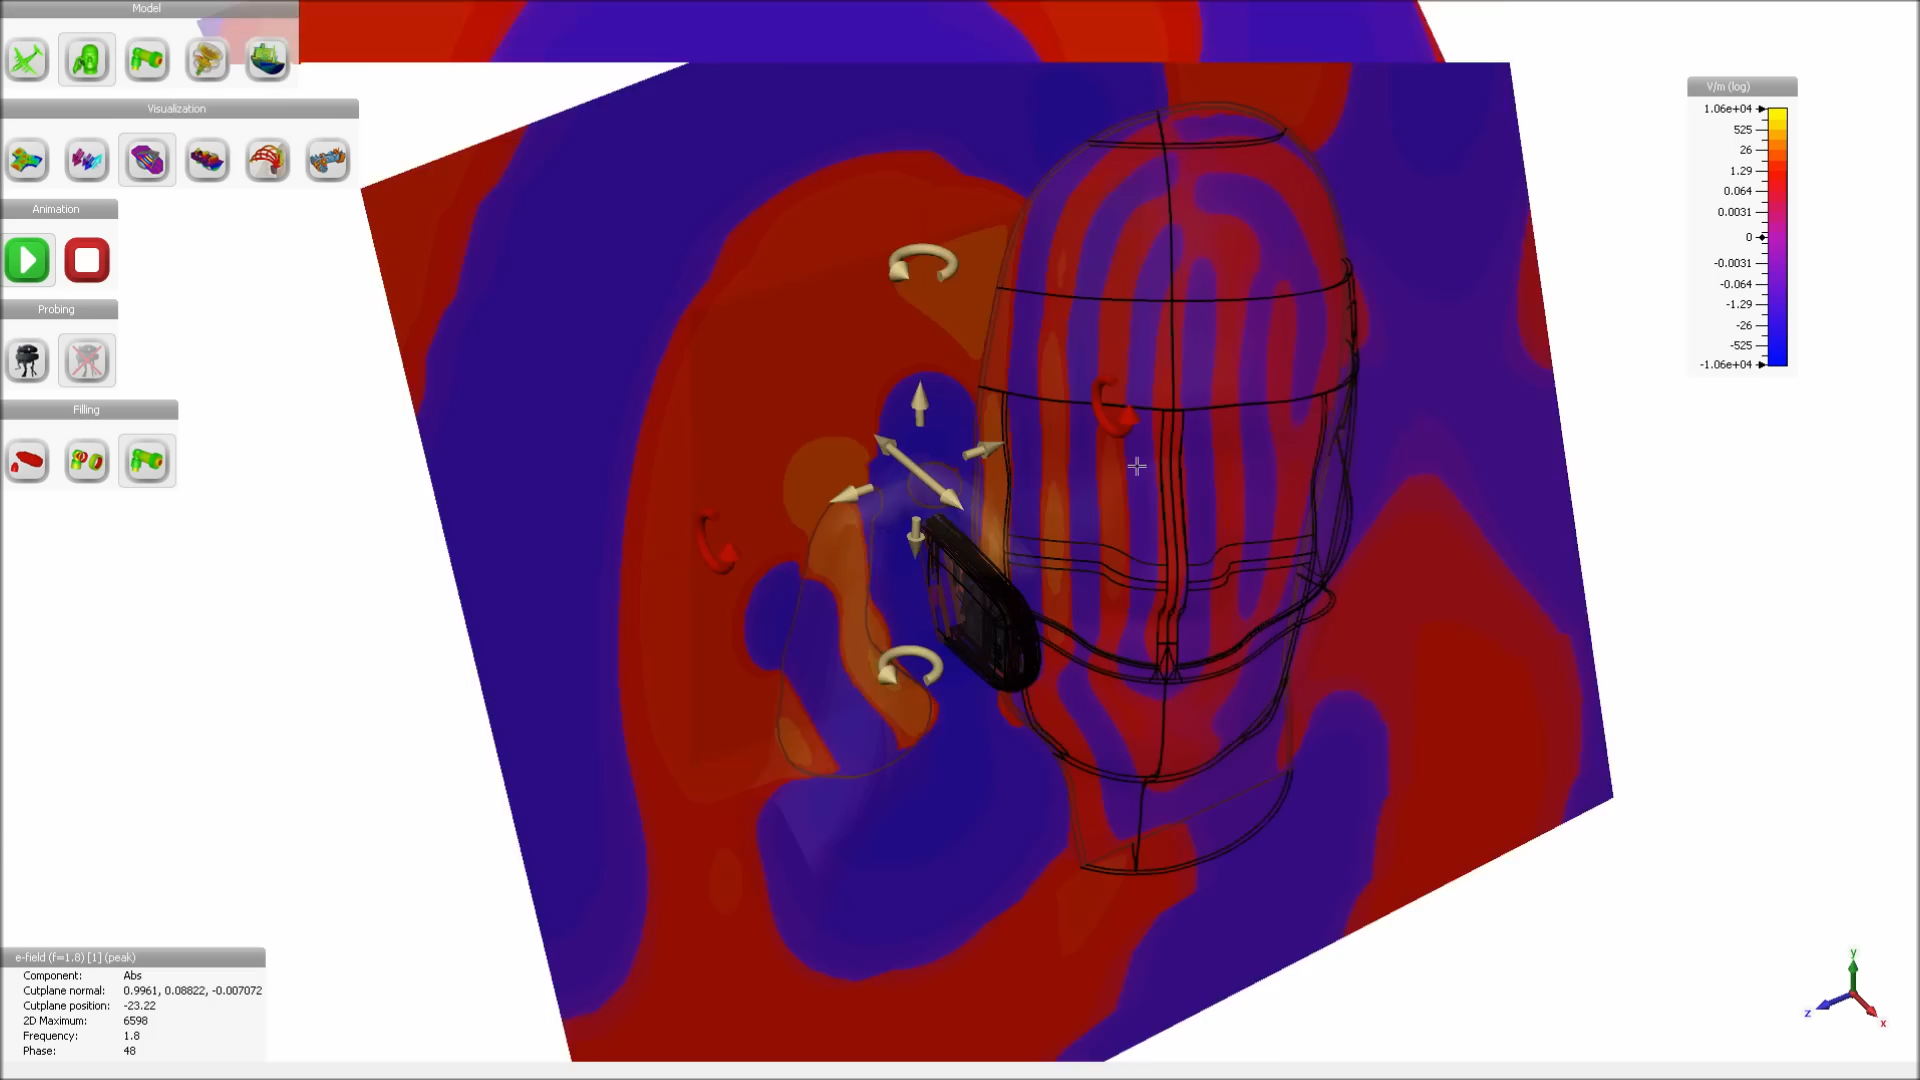 Model
Visualization
Animation
Probing
Filling
V/m (log)
1.06e+04
525
26
1.29
0.064
0.0031
0
-0.0031
-0.064
-1.29
-26
-525
-1.06e+04
e-field (f=1.8) [1] (peak)
Component: Abs
Cutplane normal: 0.9961, 0.08822, -0.007072
Cutplane position: -23.22
2D Maximum: 6598
Frequency: 1.8
Phase: 48
y
z
x